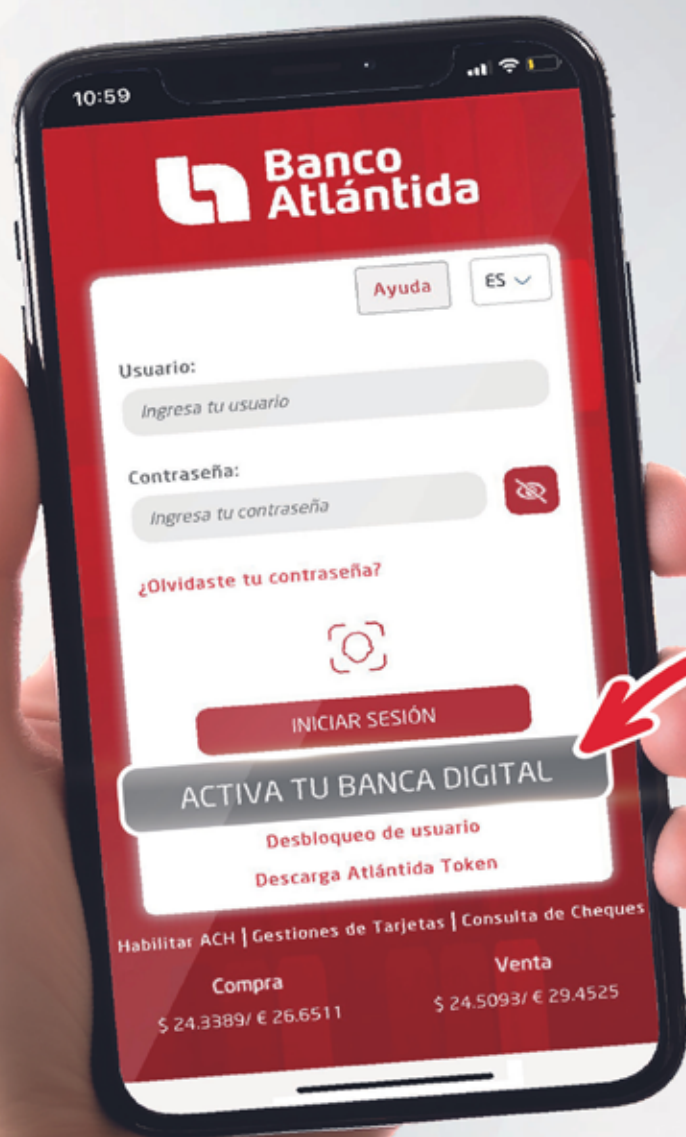 10:59
Banco
Atlántida
Ayuda
ES
Usuario:
Ingresa tu usuario
Contraseña:
Ingresa tu contraseña
¿Olvidaste tu contraseña?
INICIAR SESIÓN
ACTIVA TU BANCA DIGITAL
Desbloqueo de usuario
Descarga Atlántida Token
Habilitar ACH | Gestiones de Tarjetas | Consulta de Cheques
Compra Venta
$ 24.3389/ € 26.6511 $ 24.5093/ € 29.4525